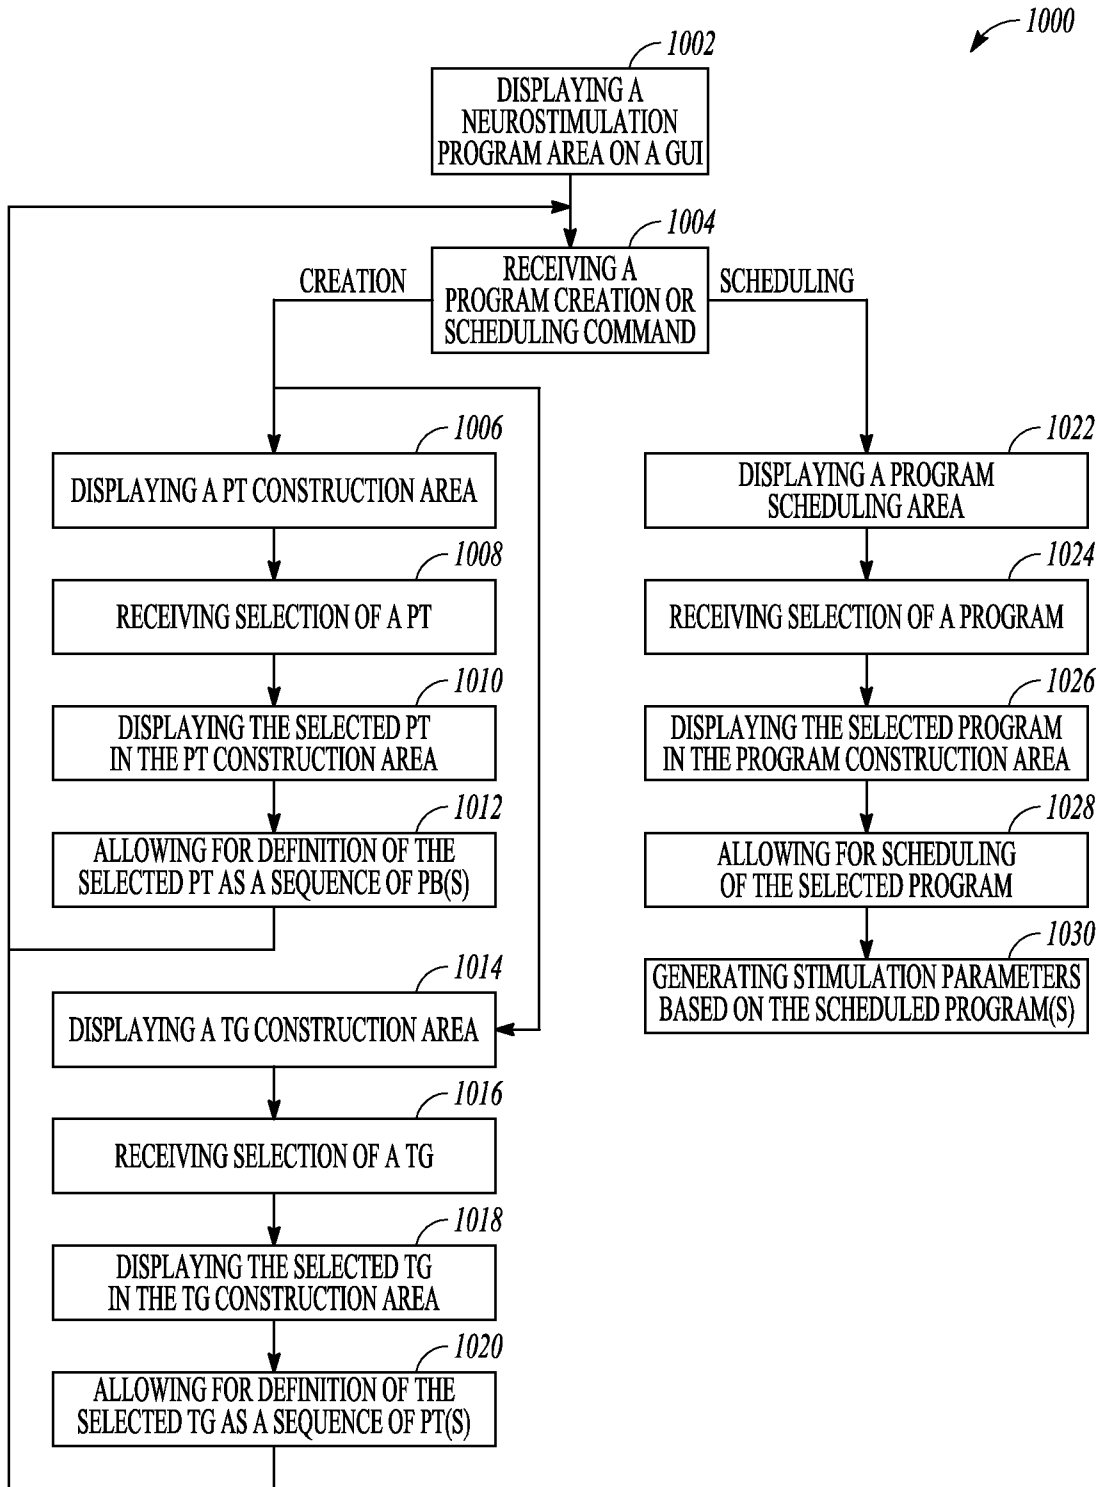 1000
1002
DISPLAYING A
NEUROSTIMULATION
PROGRAM AREA ON A GUI
1004
RECEIVING A
PROGRAM CREATION OR
SCHEDULING COMMAND
CREATION
SCHEDULING
1006
DISPLAYING A PT CONSTRUCTION AREA
1008
RECEIVING SELECTION OF A PT
1010
DISPLAYING THE SELECTED PT
IN THE PT CONSTRUCTION AREA
1012
ALLOWING FOR DEFINITION OF THE
SELECTED PT AS A SEQUENCE OF PB(S)
1014
DISPLAYING A TG CONSTRUCTION AREA
1016
RECEIVING SELECTION OF A TG
1018
DISPLAYING THE SELECTED TG
IN THE TG CONSTRUCTION AREA
1020
ALLOWING FOR DEFINITION OF THE
SELECTED TG AS A SEQUENCE OF PT(S)
1022
DISPLAYING A PROGRAM
SCHEDULING AREA
1024
RECEIVING SELECTION OF A PROGRAM
1026
DISPLAYING THE SELECTED PROGRAM
IN THE PROGRAM CONSTRUCTION AREA
1028
ALLOWING FOR SCHEDULING
OF THE SELECTED PROGRAM
1030
GENERATING STIMULATION PARAMETERS
BASED ON THE SCHEDULED PROGRAM(S)